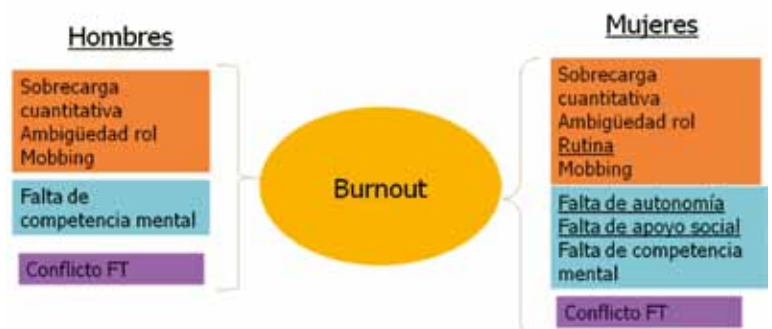 Hombres
Sobrecarga
cuantitativa
Ambigüedad rol
Mobbing
Falta de
competencia mental
Conflicto FT
Burnout
Mujeres
Sobrecarga
cuantitativa
Ambigüedad rol
Rutina
Mobbing
Falta de autonomía
Falta de apoyo social
Falta de competencia
mental
Conflicto FT